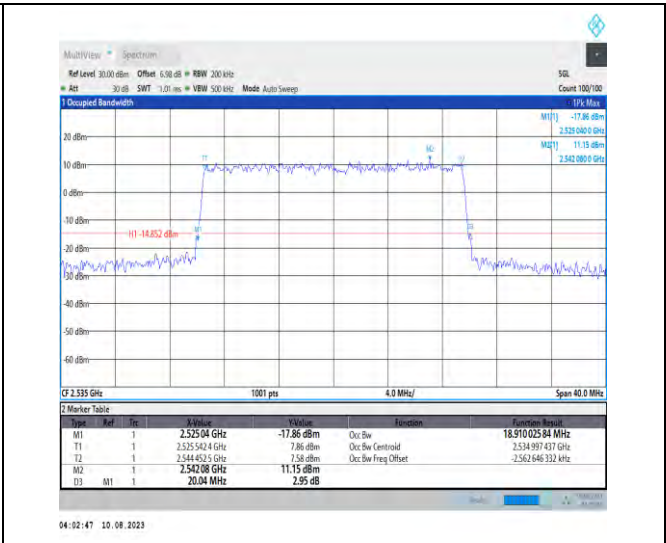 MultiView Spectrum
Ref Level 30.00 dBm Offset 6.98 dB RBW 200 kHz SGL
Att 30 dB SWT 1.01 ms VBW 500 kHz Mode Auto Sweep Count 100/100
1 Occupied Bandwidth 1Pk Max
M1[1] -17.86 dBm
2.525 040 0 GHz
M2[1] 11.15 dBm
2.542 080 0 GHz
20 dBm
M2
T1
10 dBm
0 dBm
-10 dBm
M1
H1 -14.852 dBm
-20 dBm
-30 dBm
-40 dBm
-50 dBm
-60 dBm
CF 2.535 GHz 1001 pts 4.0 MHz/ Span 40.0 MHz
2 Marker Table
Type Ref Trc X-Value Y-Value Function Function Result
M1 1 2.525 04 GHz -17.86 dBm Occ Bw 18.910 025 84 MHz
T1 1 2.525 542 4 GHz 7.86 dBm Occ Bw Centroid 2.534 997 437 GHz
T2 1 2.544 452 5 GHz 7.58 dBm Occ Bw Freq Offset -2.562 646 332 kHz
M2 1 2.542 08 GHz 11.15 dBm
D3 M1 1 20.04 MHz 2.95 dB
04:02:47 10.08.2023